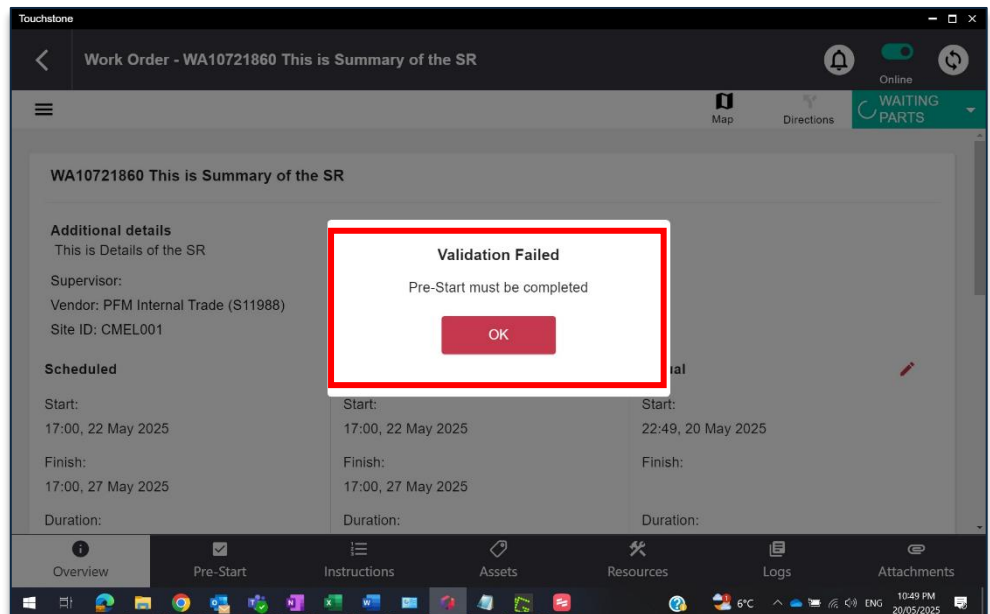 Touchstone
Work Order - WA10721860 This is Summary of the SR
Online
Map
Directions
WAITING
PARTS
WA10721860 This is Summary of the SR
Additional details
This is Details of the SR
Supervisor:
Vendor: PFM Internal Trade (S11988)
Site ID: CMEL001
Validation Failed
Pre-Start must be completed
OK
Scheduled
ual
Start:
Start:
Start:
17:00, 22 May 2025
17:00, 22 May 2025
22:49, 20 May 2025
Finish:
Finish:
Finish:
17:00, 27 May 2025
17:00, 27 May 2025
Duration:
Duration:
Duration:
Overview
Pre-Start
Instructions
Assets
Resources
Logs
Attachments
6°C
ENG
10:49 PM
20/05/2025